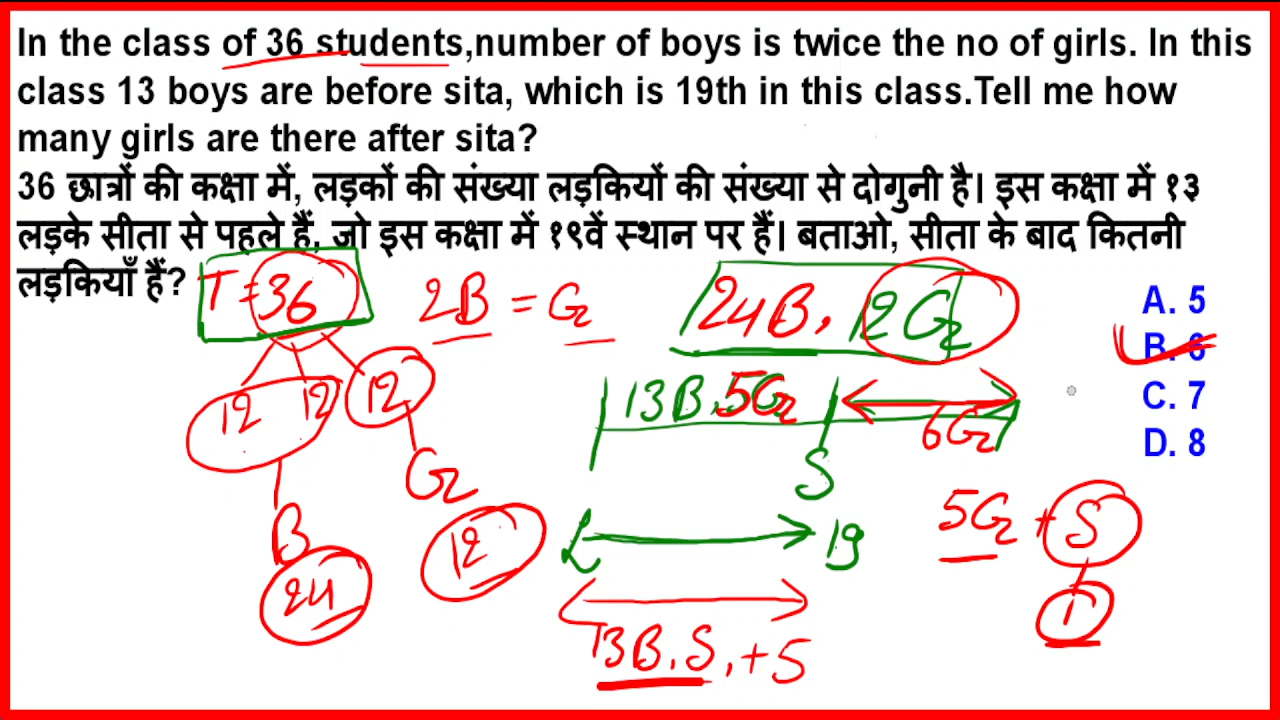 In the class of 36 students,number of boys is twice the no of girls. In this
class 13 boys are before sita, which is 19th in this class.Tell me how
many girls are there after sita?
36 छात्रों की कक्षा में, लड़कों की संख्या लड़कियों की संख्या से दोगुनी है। इस कक्षा में १३
लड़के सीता से पहले हैं, जो इस कक्षा में १९वें स्थान पर हैं। बताओ, सीता के बाद कितनी
लड़कियाँ हैं?
T = 36
2B = G
24B, 12G
A. 5
B. 6
C. 7
D. 8
12 12 12
13B, 5G
6G
B
G
S
24
12
L
19
5G + S
1
13B, S, +5